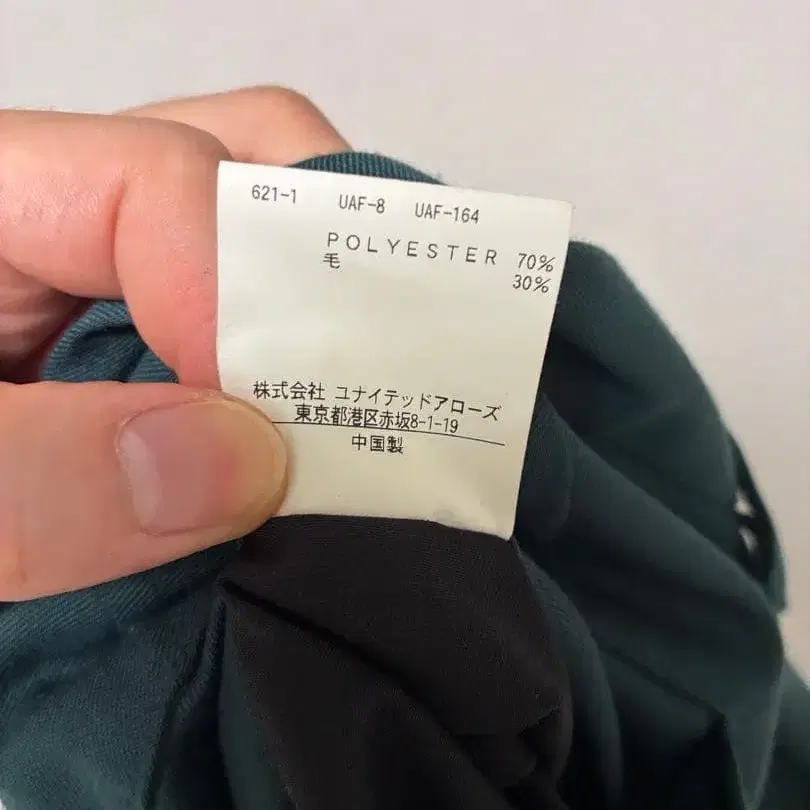 621-1 UAF-8 UAF-164
POLYESTER 70%
毛 30%
株式会社 ユナイテッドアローズ
東京都港区赤坂8-1-19
中国製